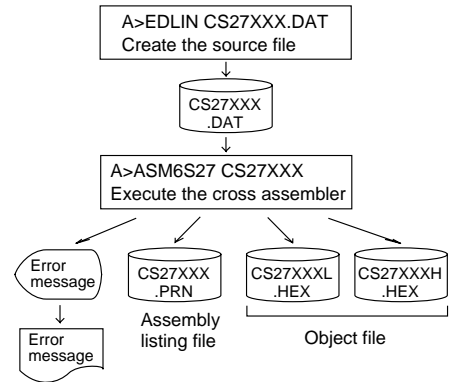 A>EDLIN CS27XXX.DAT
Create the source file
CS27XXX
.DAT
A>ASM6S27 CS27XXX
Execute the cross assembler
Error
message
CS27XXX
.PRN
CS27XXXL
.HEX
CS27XXXH
.HEX
Assembly
listing file
Object file
Error
message